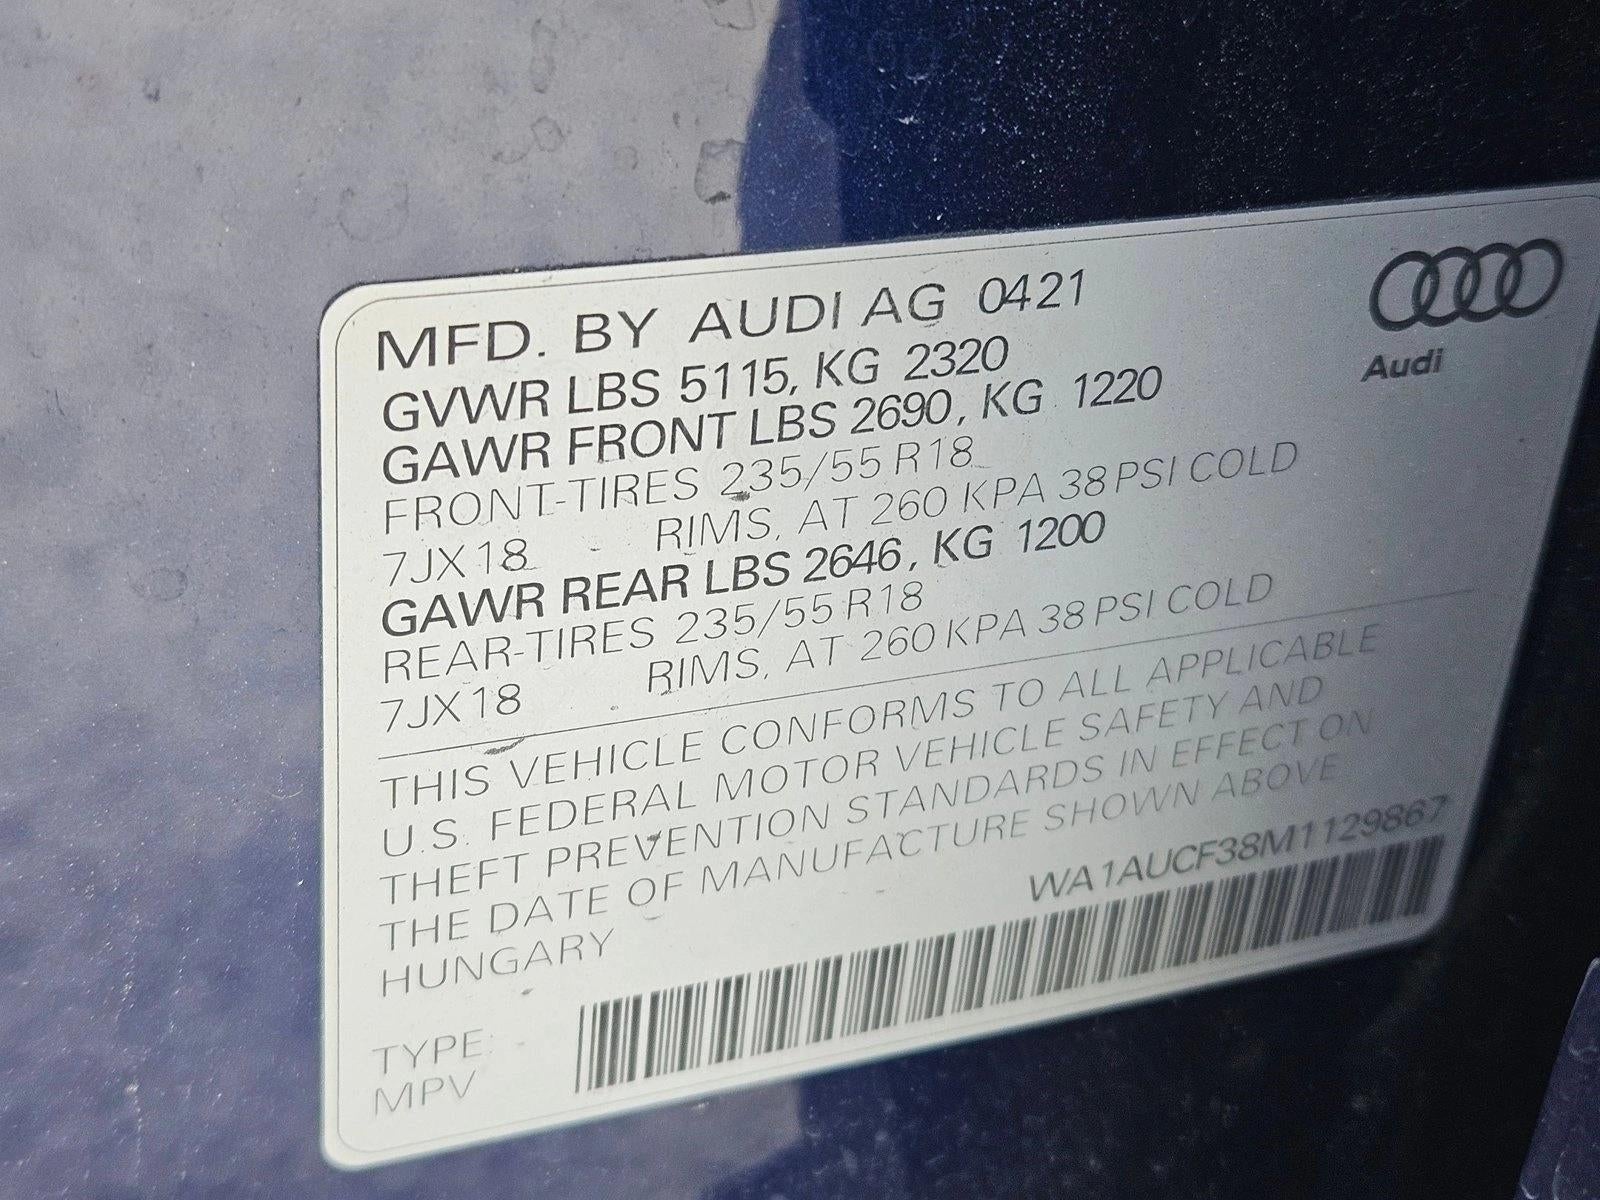 MFD. BY AUDI AG 0421
GVWR LBS 5115, KG 2320
GAWR FRONT LBS 2690, KG 1220
FRONT-TIRES 235/55 R18
7JX18 RIMS, AT 260 KPA 38 PSI COLD
GAWR REAR LBS 2646, KG 1200
REAR-TIRES 235/55 R18
7JX18 RIMS, AT 260 KPA 38 PSI COLD
THIS VEHICLE CONFORMS TO ALL APPLICABLE
U.S. FEDERAL MOTOR VEHICLE SAFETY AND
THEFT PREVENTION STANDARDS IN EFFECT ON
THE DATE OF MANUFACTURE SHOWN ABOVE
HUNGARY
WA1AUCF38M1129867
TYPE:
MPV
Audi